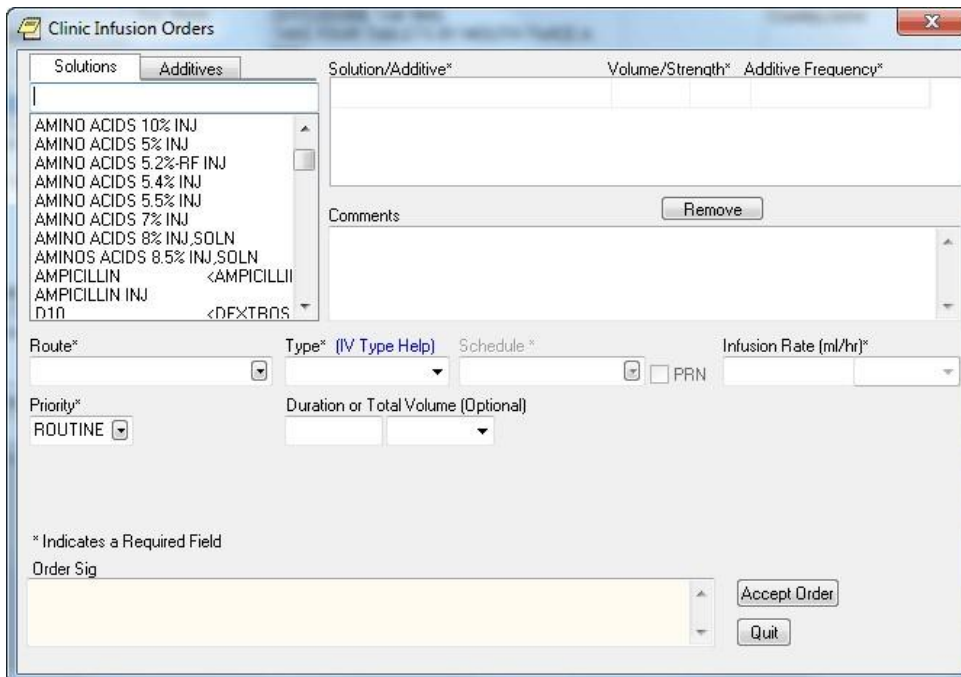 Clinic Infusion Orders
Solutions Additives
Solution/Additive* Volume/Strength* Additive Frequency*
AMINO ACIDS 10% INJ
AMINO ACIDS 5% INJ
AMINO ACIDS 5.2%-RF INJ
AMINO ACIDS 5.4% INJ
AMINO ACIDS 5.5% INJ
AMINO ACIDS 7% INJ
AMINO ACIDS 8% INJ,SOLN
AMINOS ACIDS 8.5% INJ,SOLN
AMPICILLIN <AMPICILLI
AMPICILLIN INJ
D10 <DEXTROS
Comments Remove
Route* Type* (IV Type Help) Schedule * PRN Infusion Rate (ml/hr)*
Priority* Duration or Total Volume (Optional)
ROUTINE
* Indicates a Required Field
Order Sig
Accept Order
Quit